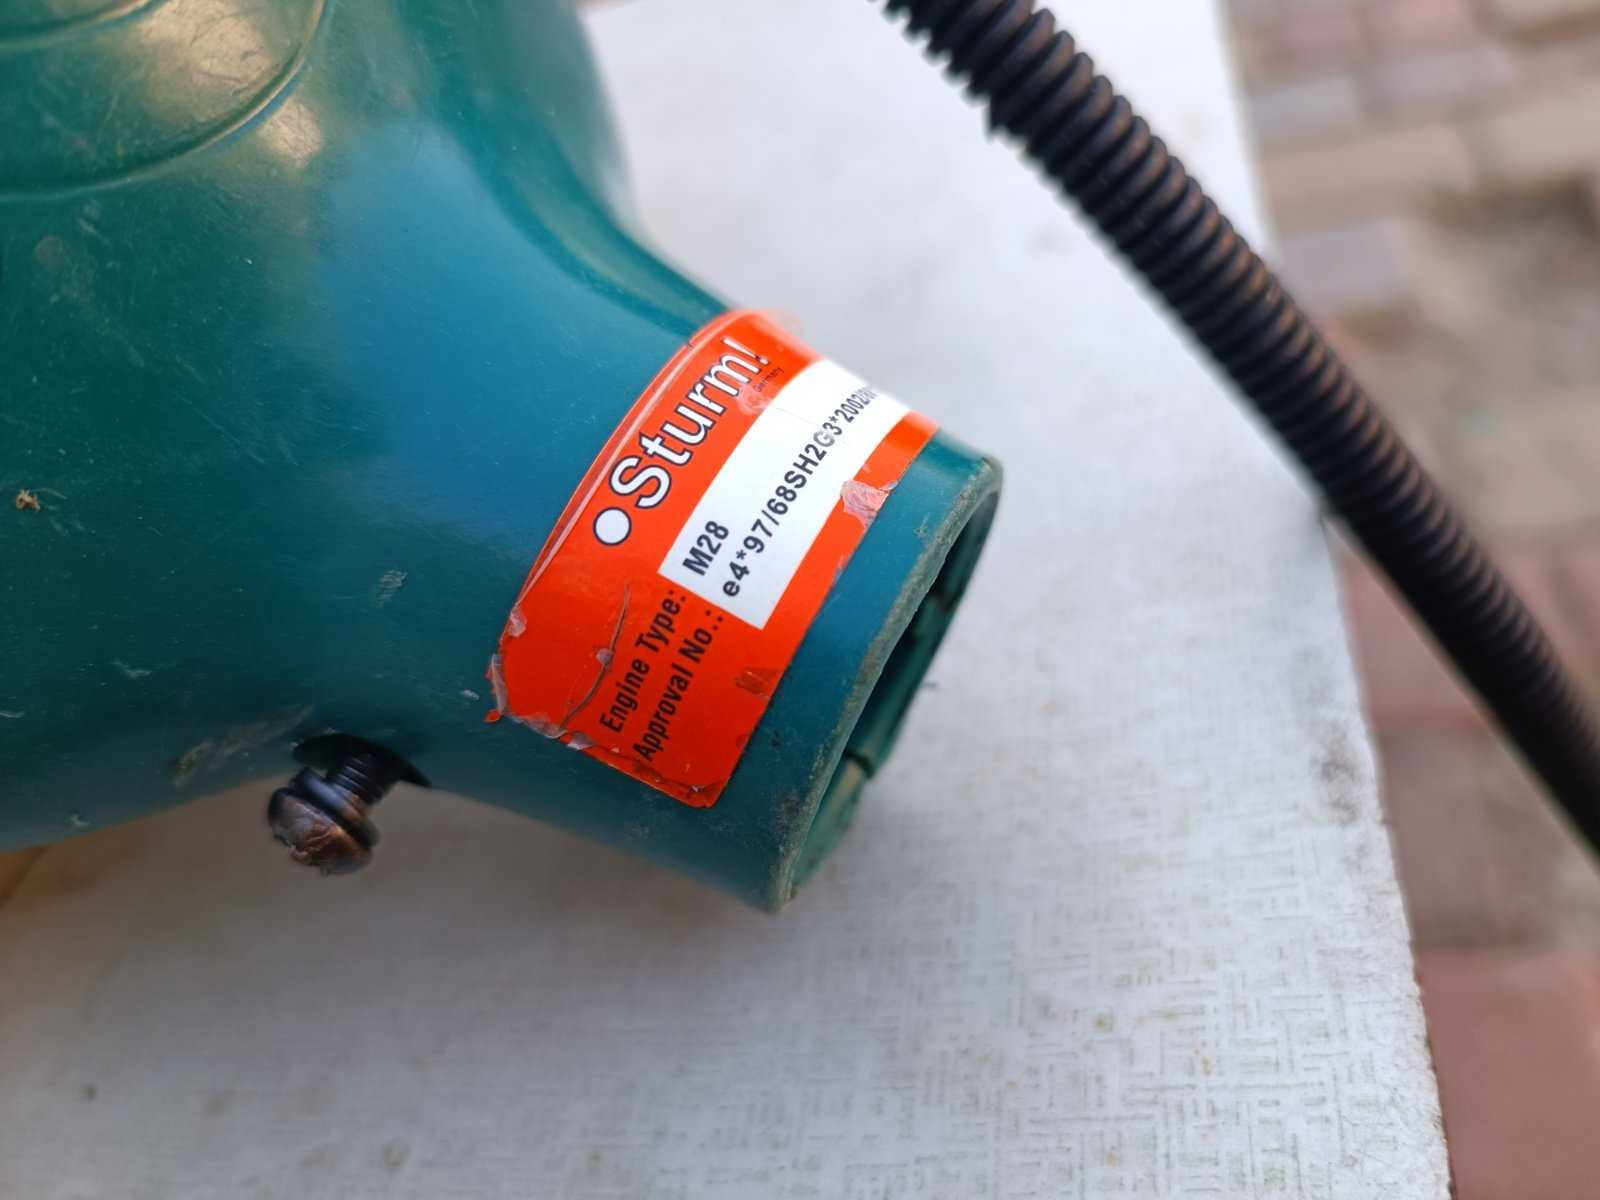 Sturm!
Germany
Engine Type: M28
Approval No.: e4*97/68SH2G3*2002/